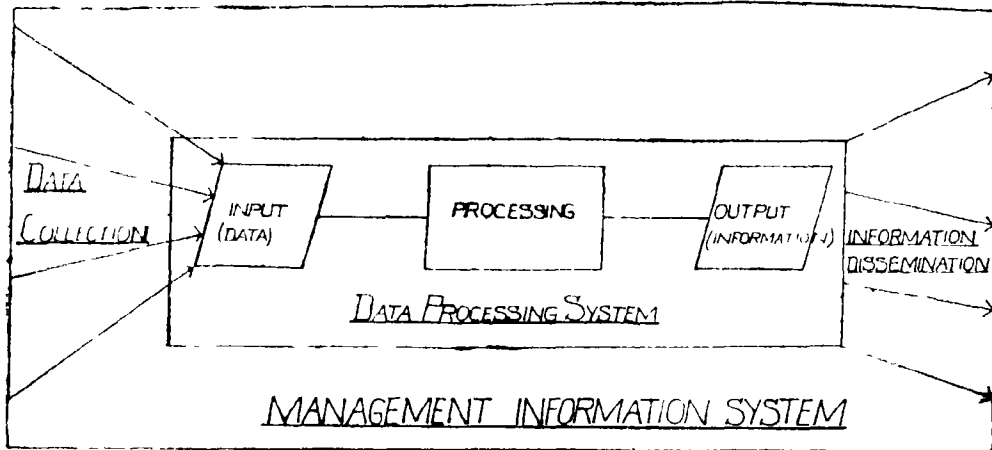 DATA
COLLECTION
INPUT
(DATA)
PROCESSING
OUTPUT
(INFORMATION)
INFORMATION
DISSEMINATION
DATA PROCESSING SYSTEM
MANAGEMENT INFORMATION SYSTEM